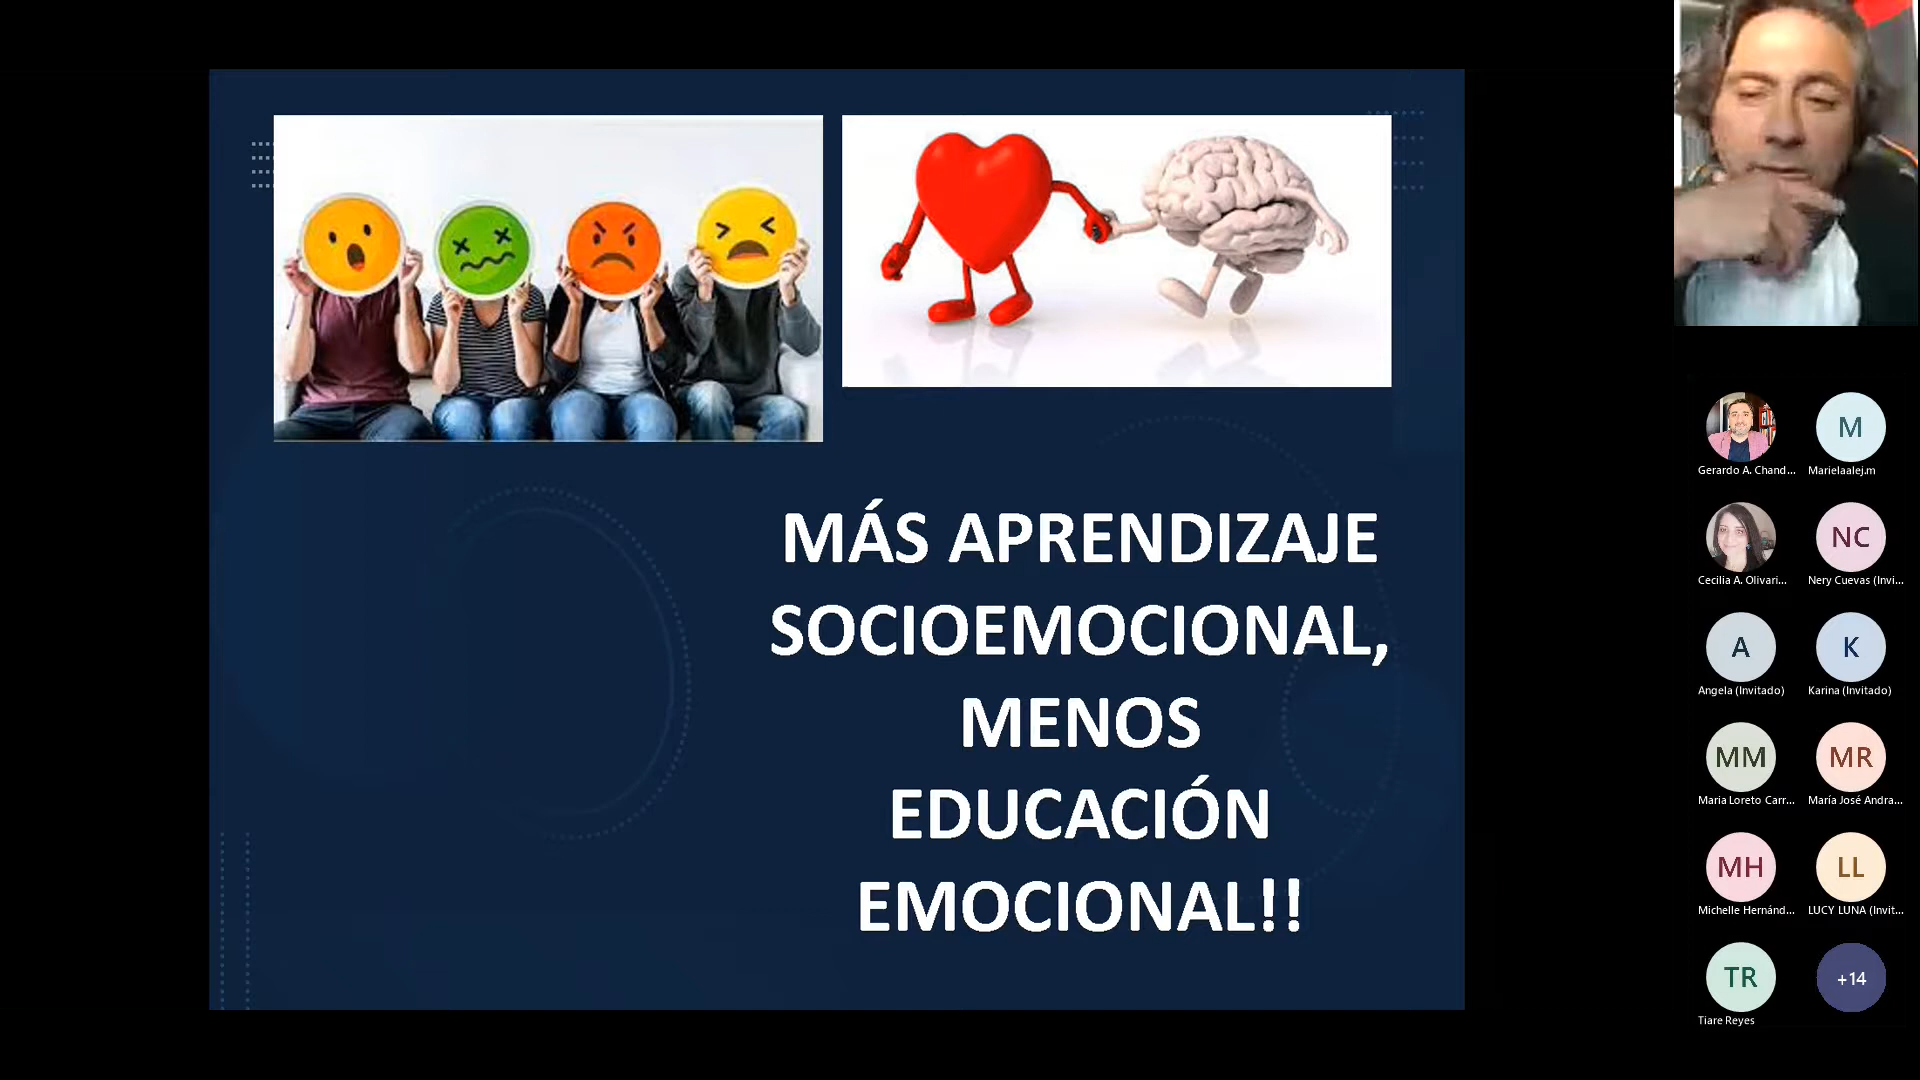 MÁS APRENDIZAJE
SOCIOEMOCIONAL,
MENOS
EDUCACIÓN
EMOCIONAL!!
Gerardo A. Chand...
M
Marielaalej.m
Cecilia A. Olivari...
NC
Nery Cuevas (Invi...
A
Angela (Invitado)
K
Karina (Invitado)
MM
Maria Loreto Carr...
MR
María José Andra...
MH
Michelle Hernánd...
LL
LUCY LUNA (Invit...
TR
Tiare Reyes
+14